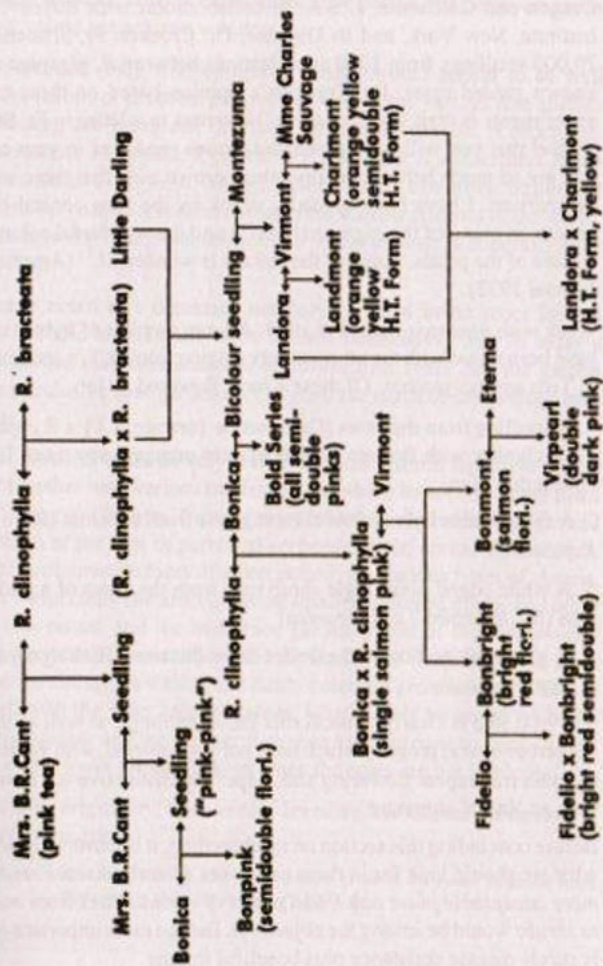 Mrs. B.R.Cant
(pink tea)
R. clinophylla
R. bracteata
Mrs. B.R.Cant
Seedling
(R. clinophylla x R. bracteata)
Little Darling
Bonica
Seedling
("pink-pink")
Bonpink
(semidouble flori.)
R. clinophylla
Bonica
Bicolour seedling
Montezuma
Bold Series
(all semi-
double
pinks)
Landora
Virmont
Mme Charles
Sauvage
Landmont
(orange
yellow
H.T. Form)
Charlmont
(orange yellow
semidouble
H.T. Form)
Bonica x R. clinophylla
(single salmon pink)
Virmont
Landora x Charlmont
(H.T. Form, yellow)
Fidelio
Bonbright
(bright
red flori.)
Bonmont
(salmon
flori.)
Eterna
Fidelio x Bonbright
(bright red semidouble)
Virpearl
(double
dark pink)